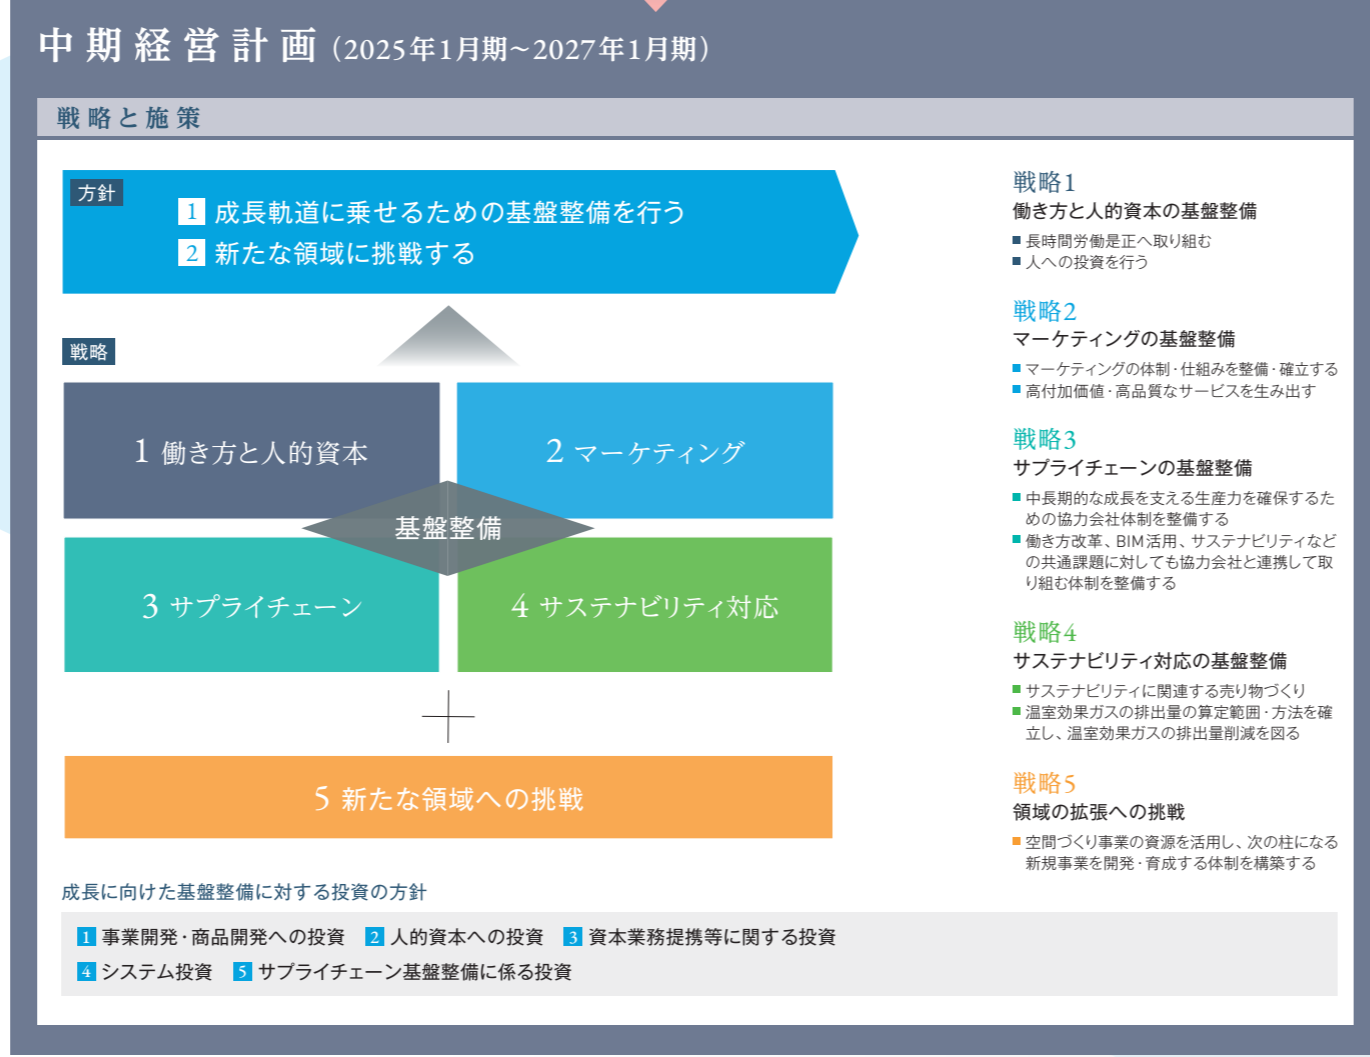 中期経営計画（2025年1月期~2027年1月期）
戦略と施策
方針
1 成長軌道に乗せるための基盤整備を行う
2 新たな領域に挑戦する
戦略
1 働き方と人的資本
2 マーケティング
基盤整備
3 サプライチェーン
4 サステナビリティ対応
5 新たな領域への挑戦
戦略1
働き方と人的資本の基盤整備
■ 長時間労働是正へ取り組む
■ 人への投資を行う
戦略2
マーケティングの基盤整備
■ マーケティングの体制・仕組みを整備・確立する
■ 高付加価値・高品質なサービスを生み出す
戦略3
サプライチェーンの基盤整備
■ 中長期的な成長を支える生産力を確保するた
めの協力会社体制を整備する
■ 働き方改革、BIM活用、サステナビリティなど
の共通課題に対しても協力会社と連携して取
り組む体制を整備する
戦略4
サステナビリティ対応の基盤整備
■ サステナビリティに関連する売り物づくり
■ 温室効果ガスの排出量の算定範囲・方法を確
立し、温室効果ガスの排出量削減を図る
戦略5
領域の拡張への挑戦
■ 空間づくり事業の資源を活用し、次の柱になる
新規事業を開発・育成する体制を構築する
成長に向けた基盤整備に対する投資の方針
1 事業開発・商品開発への投資 2 人的資本への投資 3 資本業務提携等に関する投資
4 システム投資 5 サプライチェーン基盤整備に係る投資